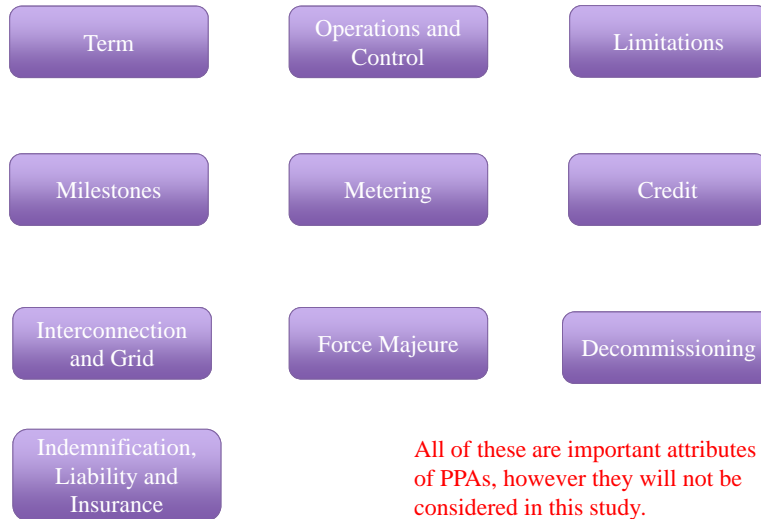 Term
Operations and
Control
Limitations
Milestones
Metering
Credit
Interconnection
and Grid
Force Majeure
Decommissioning
Indemnification,
Liability and
Insurance
All of these are important attributes
of PPAs, however they will not be
considered in this study.